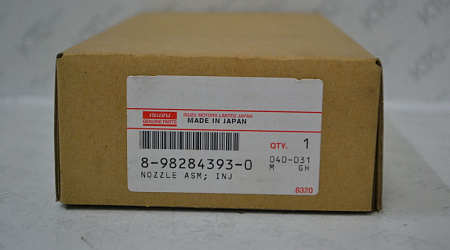 ISUZU
GENUINE PARTS
ISUZU MOTORS LIMITED JAPAN
MADE IN JAPAN
QTY. 1
8-98284393-0
04D-031
NOZZLE ASM; INJ
M GH
8320